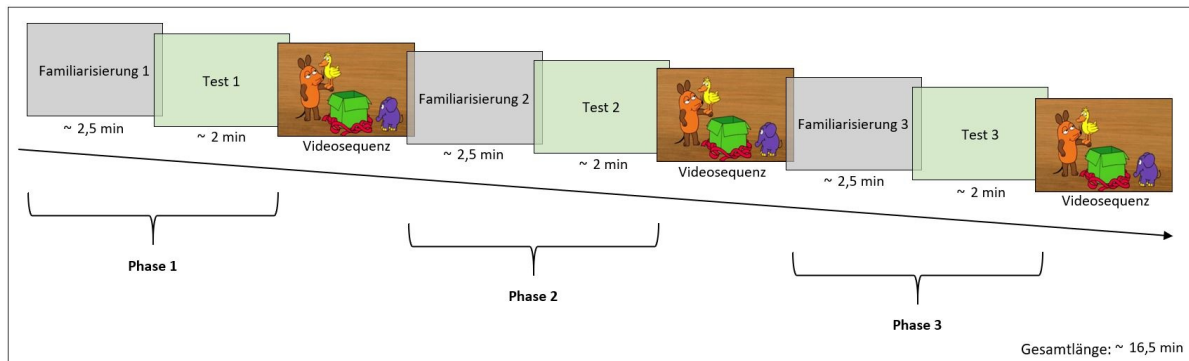 Familiarisierung 1
~ 2,5 min
Test 1
~ 2 min
Videosequenz
Familiarisierung 2
~ 2,5 min
Test 2
~ 2 min
Videosequenz
Familiarisierung 3
~ 2,5 min
Test 3
~ 2 min
Videosequenz
Phase 1
Phase 2
Phase 3
Gesamtlänge: ~ 16,5 min